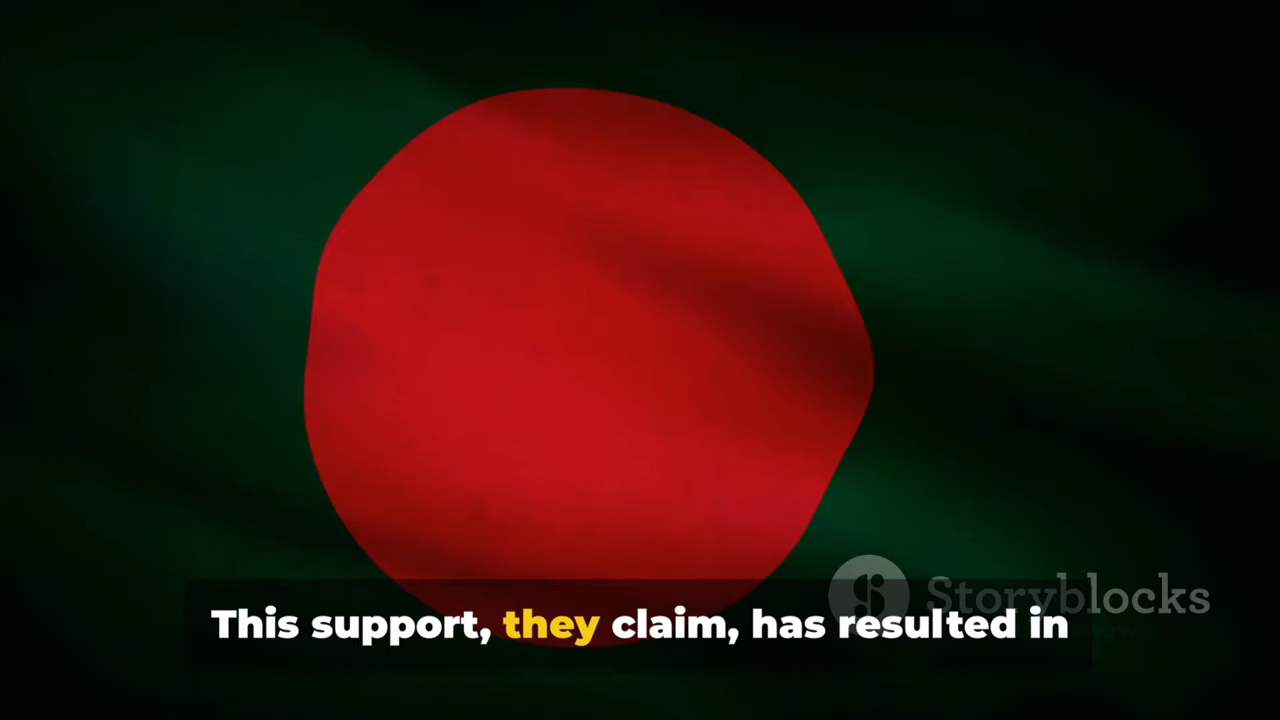 Storyblocks
This support, they claim, has resulted in